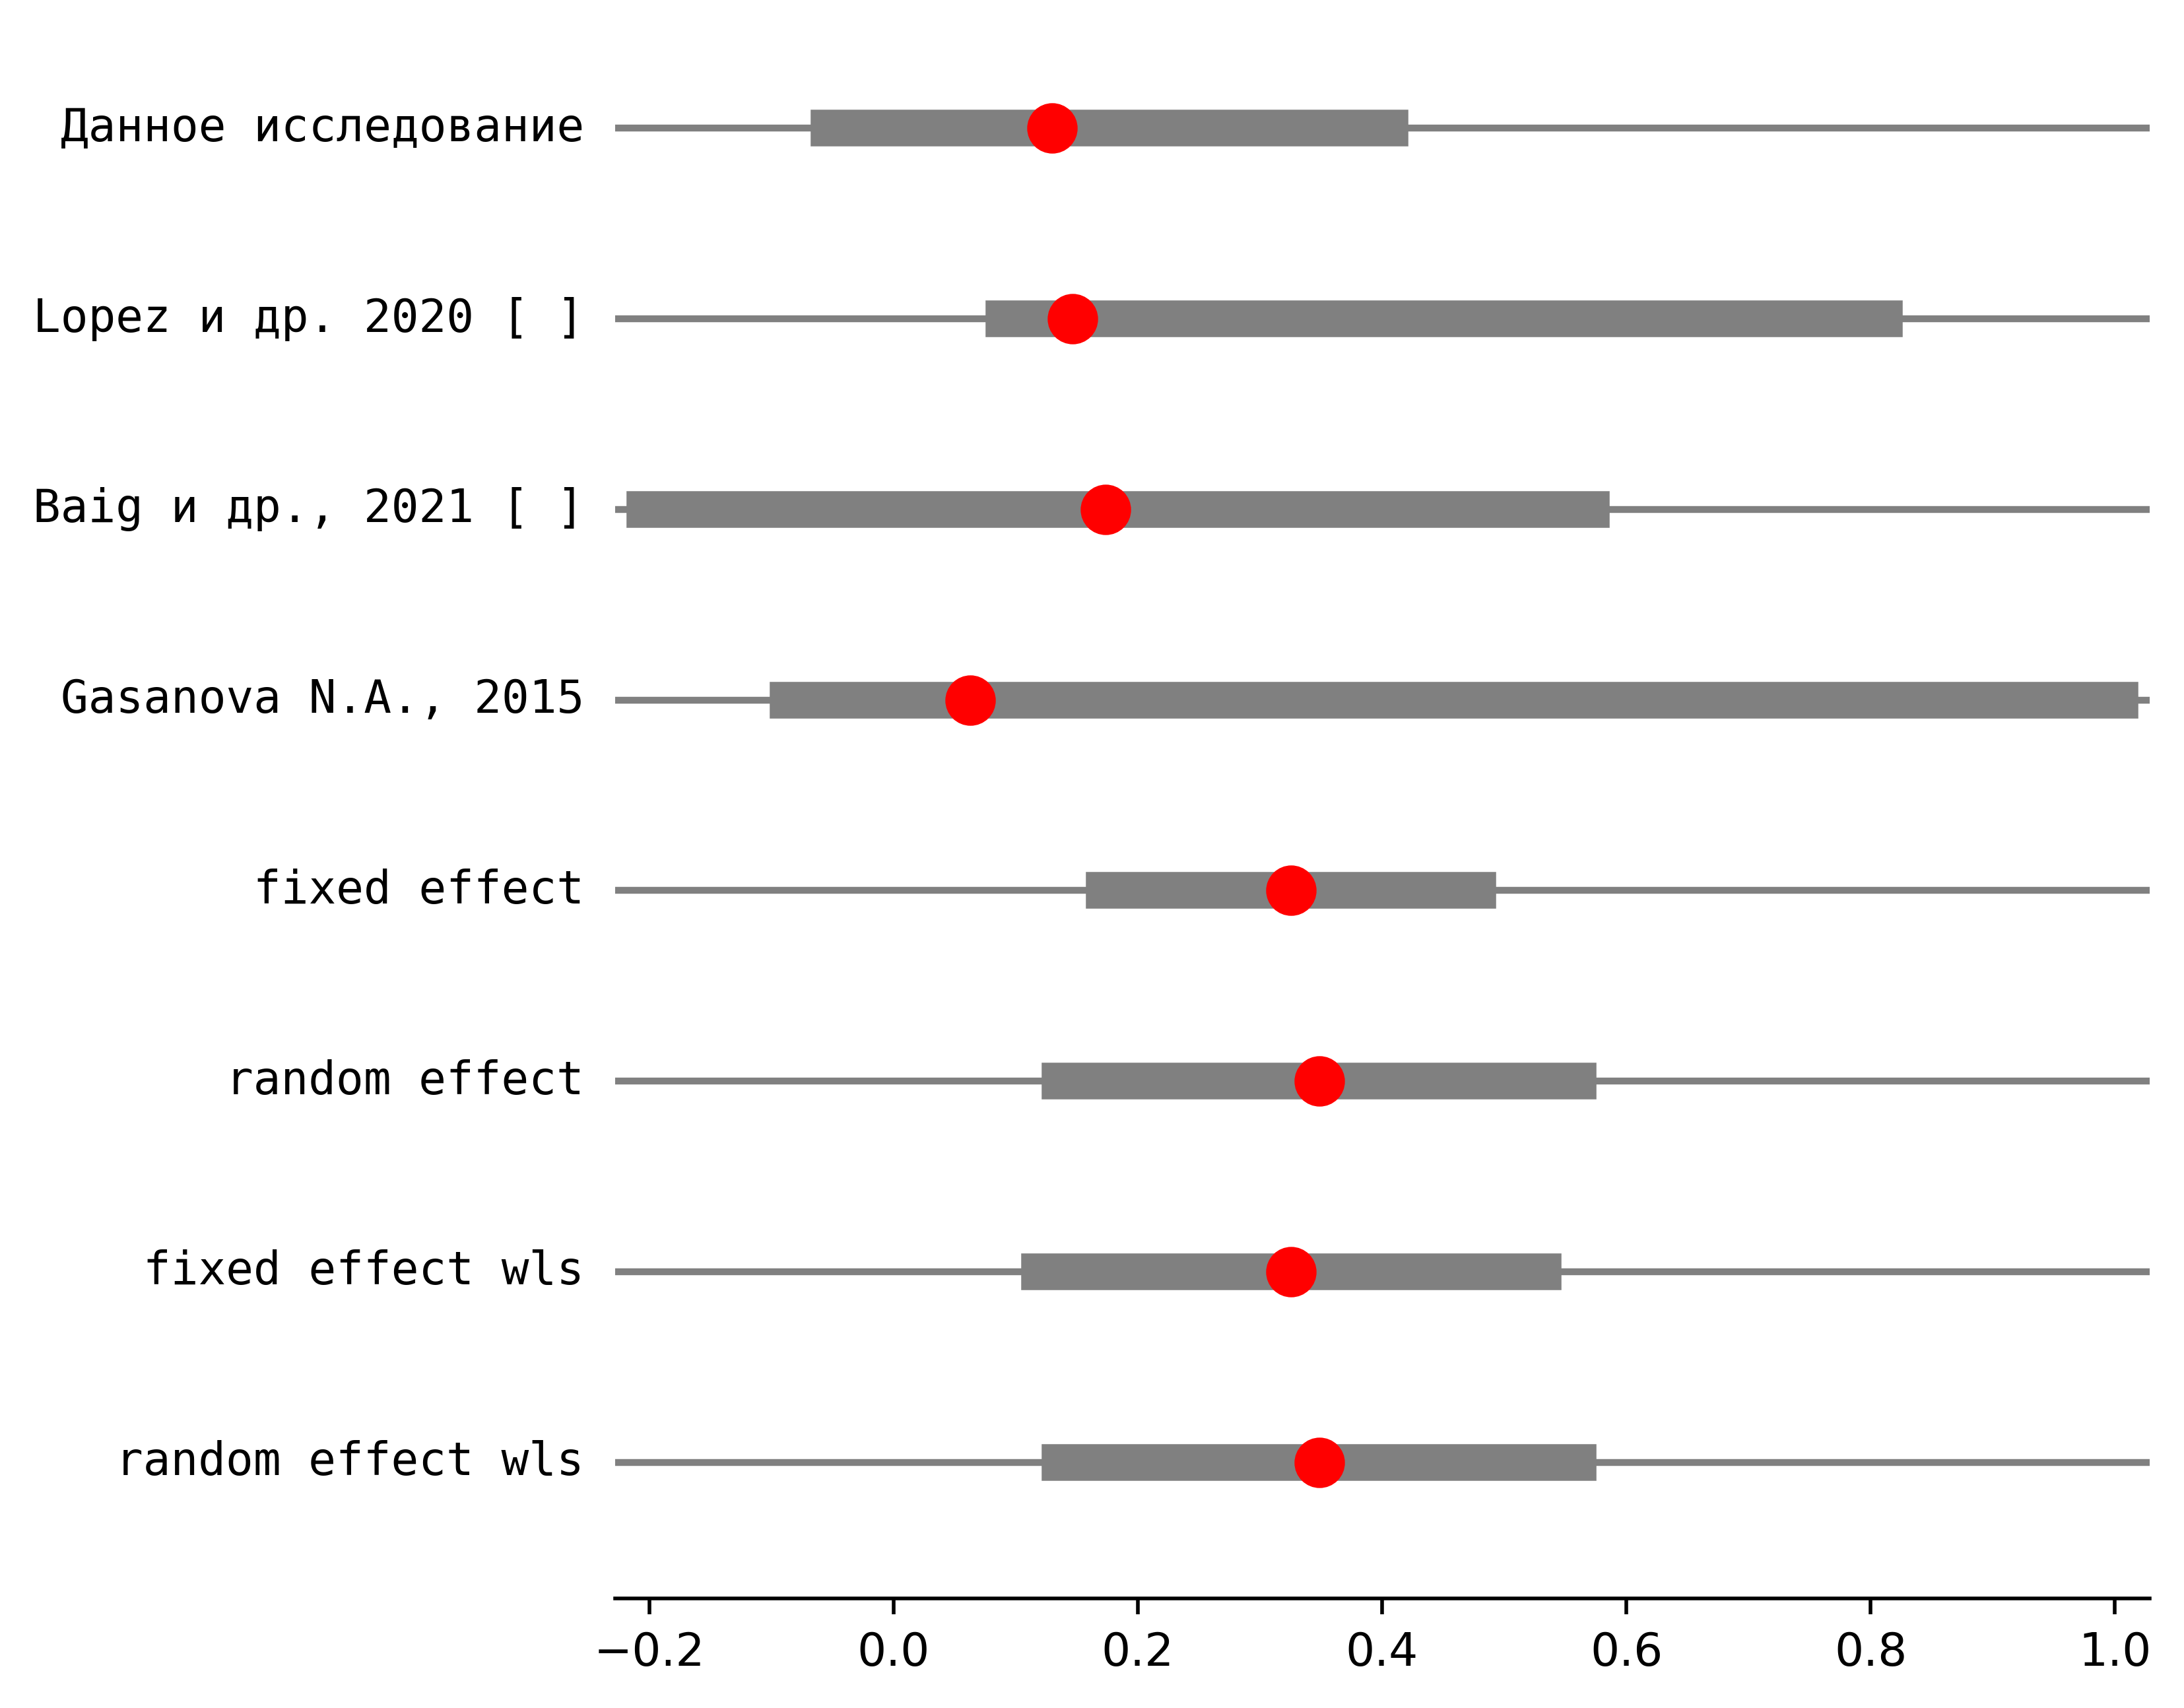 Данное исследование
Lopez и др. 2020 [ ]
Baig и др., 2021 [ ]
Gasanova N.A., 2015
fixed effect
random effect
fixed effect wls
random effect wls
−0.2 0.0 0.2 0.4 0.6 0.8 1.0